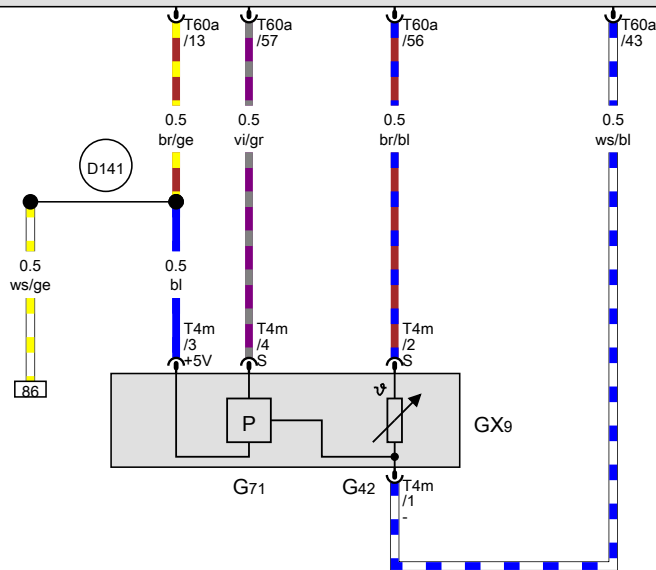 T60a
/13
T60a
/57
T60a
/56
T60a
/43
0.5
br/ge
0.5
vi/gr
0.5
br/bl
0.5
ws/bl
D141
0.5
ws/ge
0.5
bl
T4m
/3
+5V
T4m
/4
S
T4m
/2
S
86
P
ϑ
GX9
G71
G42
T4m
/1
-